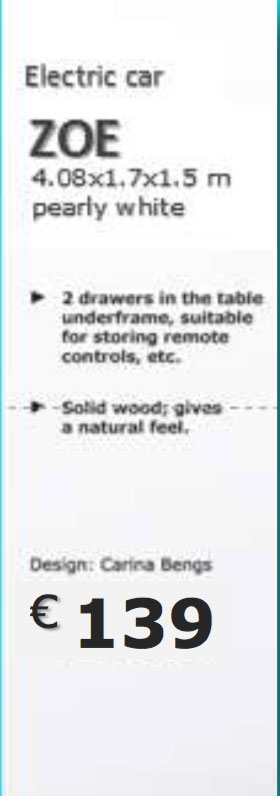 Electric car
ZOE
4.08x1.7x1.5 m
pearly white
► 2 drawers in the table
underframe, suitable
for storing remote
controls, etc.
► Solid wood; gives
a natural feel.
Design: Carina Bengs
€ 139